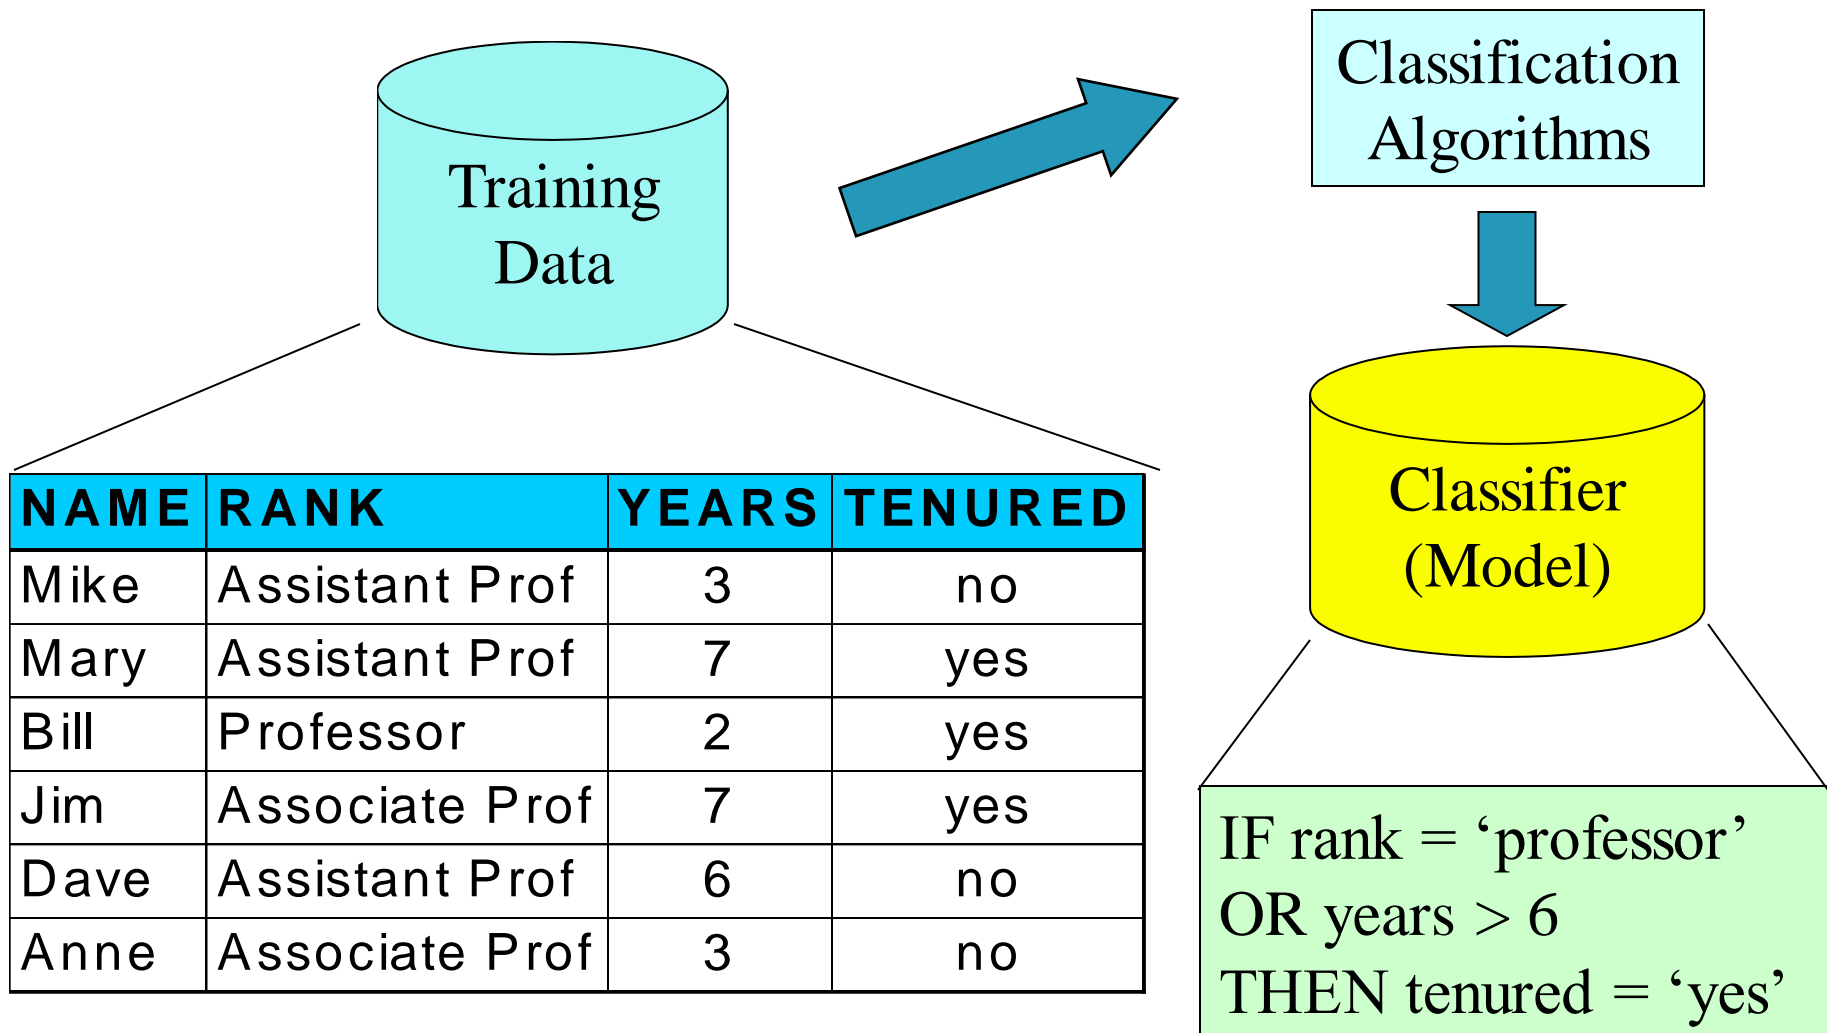 Training
Data
Classification
Algorithms
NAME RANK YEARS TENURED
Mike Assistant Prof 3 no
Mary Assistant Prof 7 yes
Bill Professor 2 yes
Jim Associate Prof 7 yes
Dave Assistant Prof 6 no
Anne Associate Prof 3 no
Classifier
(Model)
IF rank = ‘professor’
OR years > 6
THEN tenured = ‘yes’